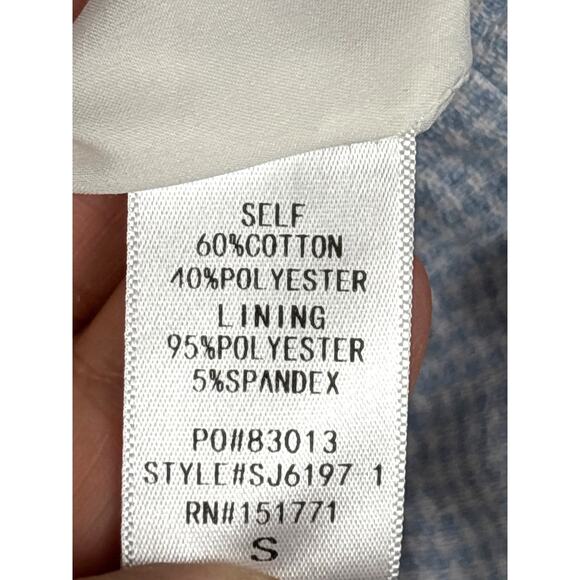 SELF
60%COTTON
40%POLYESTER
LINING
95%POLYESTER
5%SPANDEX
PO#83013
STYLE#SJ6197 1
RN#151771
S